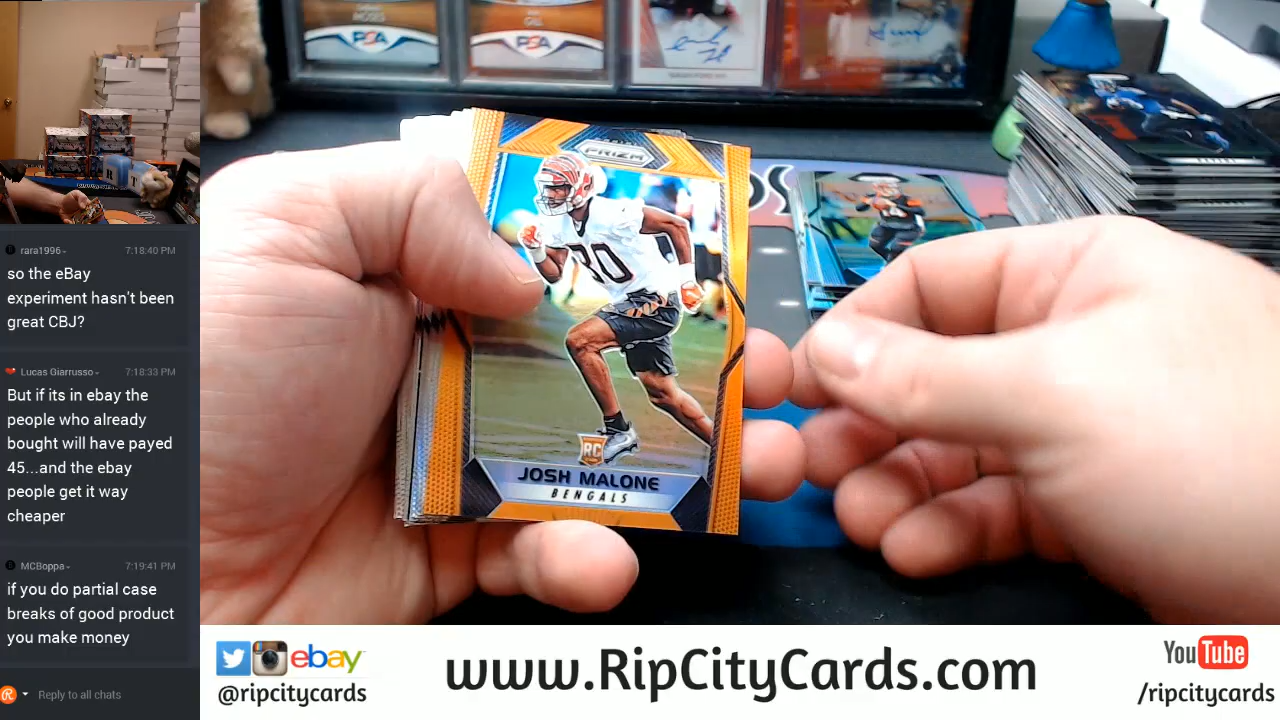 rara1996 7:18:40 PM
so the eBay
experiment hasn't been
great CBJ?
Lucas Giarrusso 7:18:33 PM
But if its in ebay the
people who already
bought will have payed
45...and the ebay
people get it way
cheaper
MCBoppa 7:19:41 PM
if you do partial case
breaks of good product
you make money
Reply to all chats
PSA
PSA
PRIZM
80
RC
JOSH MALONE
BENGALS
ebay
@ripcitycards
www.RipCityCards.com
YouTube
/ripcitycards